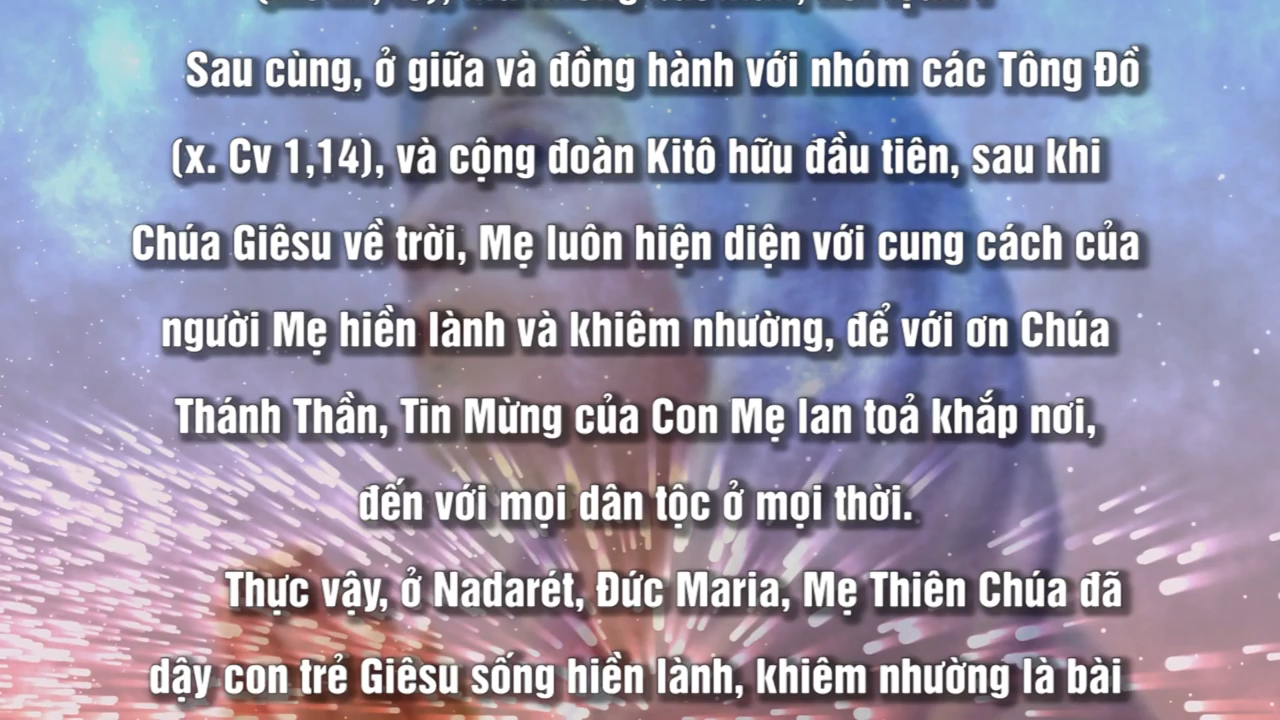 Sau cùng, ở giữa và đồng hành với nhóm các Tông Đồ
(x. Cv 1,14), và cộng đoàn Kitô hữu đầu tiên, sau khi
Chúa Giêsu về trời, Mẹ luôn hiện diện với cung cách của
người Mẹ hiền lành và khiêm nhường, để với ơn Chúa
Thánh Thần, Tin Mừng của Con Mẹ lan toả khắp nơi,
đến với mọi dân tộc ở mọi thời.
Thực vậy, ở Nadarét, Đức Maria, Mẹ Thiên Chúa đã
dậy con trẻ Giêsu sống hiền lành, khiêm nhường là bài